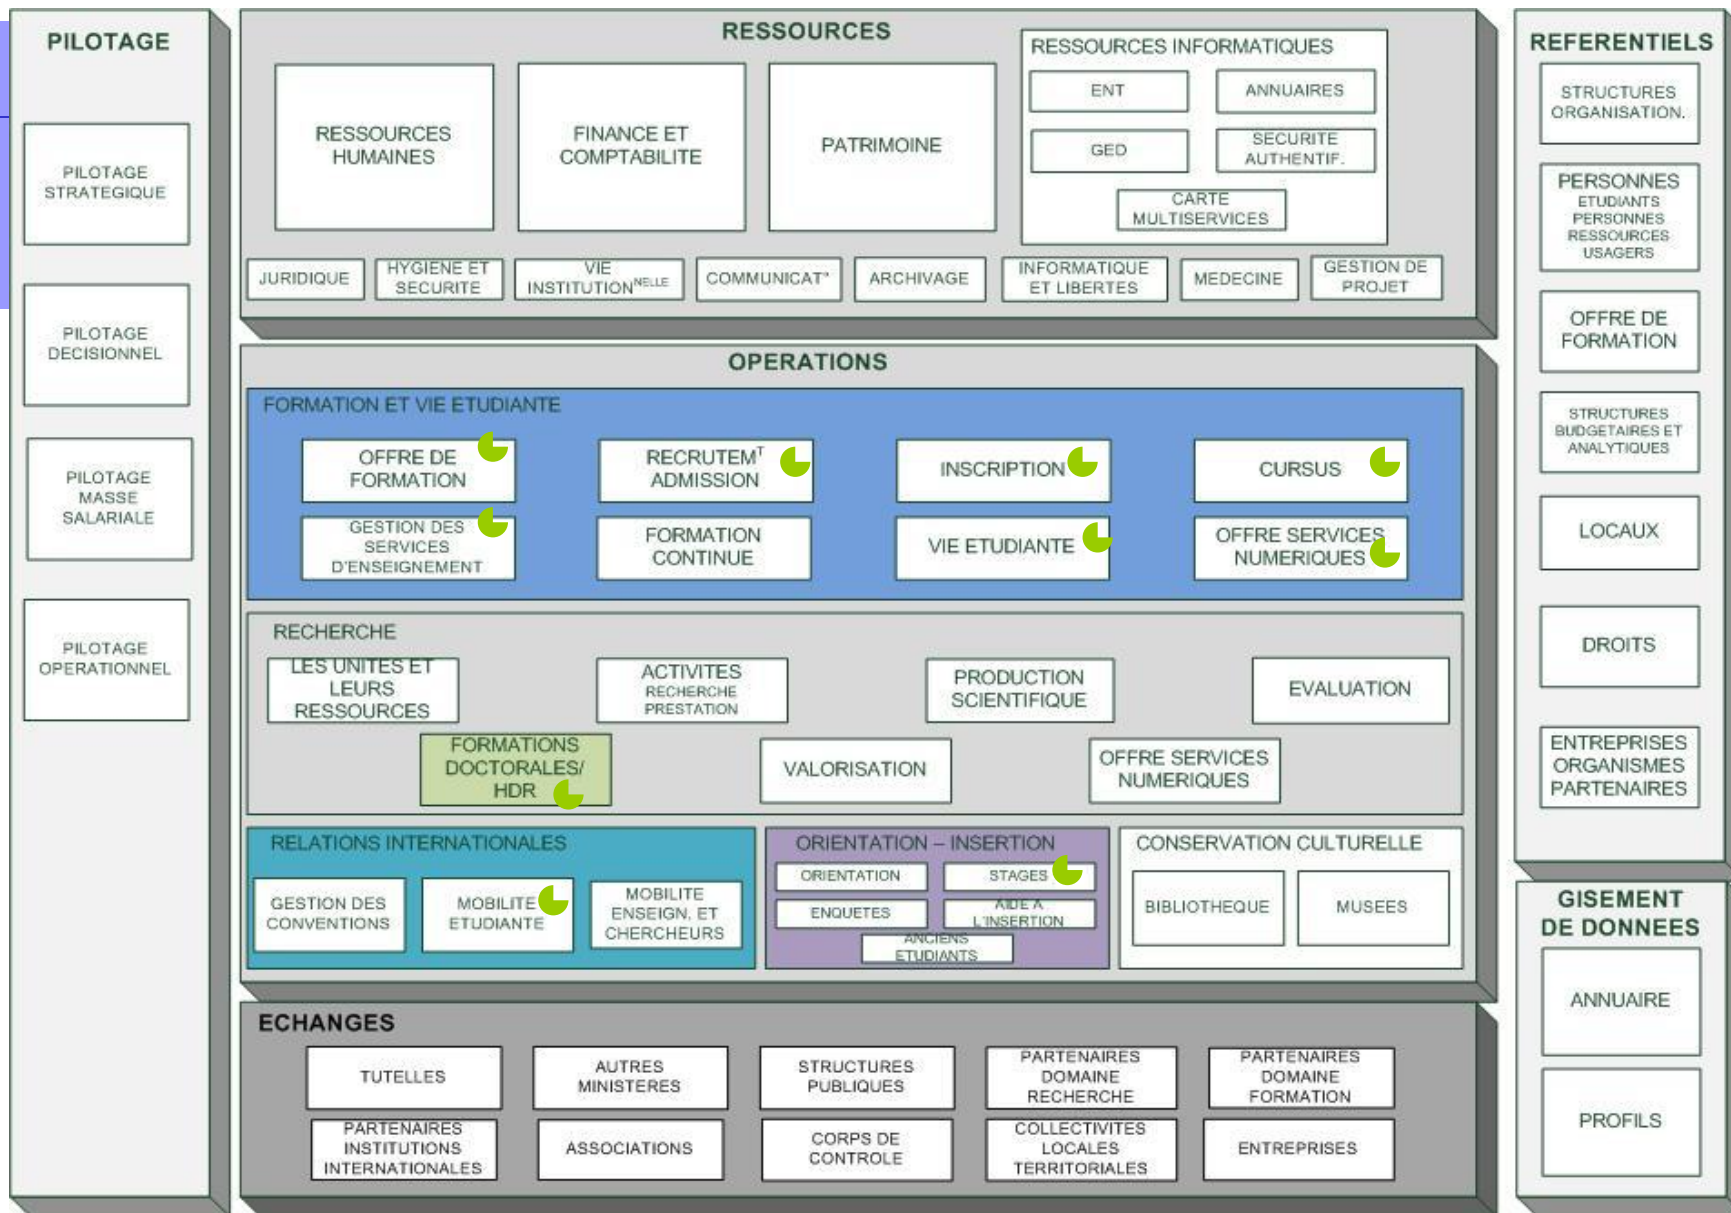 PILOTAGE
PILOTAGE
STRATEGIQUE
PILOTAGE
DECISIONNEL
PILOTAGE
MASSE
SALARIALE
PILOTAGE
OPERATIONNEL
RESSOURCES
RESSOURCES
HUMAINES
FINANCE ET
COMPTABILITE
PATRIMOINE
RESSOURCES INFORMATIQUES
ENT
ANNUAIRES
GED
SECURITE
AUTHENTIF.
CARTE
MULTISERVICES
JURIDIQUE
HYGIENE ET
SECURITE
VIE
INSTITUTIONNELLE
COMMUNICAT°
ARCHIVAGE
INFORMATIQUE
ET LIBERTES
MEDECINE
GESTION DE
PROJET
OPERATIONS
FORMATION ET VIE ETUDIANTE
OFFRE DE
FORMATION
RECRUTEMT
ADMISSION
INSCRIPTION
CURSUS
GESTION DES
SERVICES
D'ENSEIGNEMENT
FORMATION
CONTINUE
VIE ETUDIANTE
OFFRE SERVICES
NUMERIQUES
RECHERCHE
LES UNITES ET
LEURS
RESSOURCES
ACTIVITES
RECHERCHE
PRESTATION
PRODUCTION
SCIENTIFIQUE
EVALUATION
FORMATIONS
DOCTORALES/
HDR
VALORISATION
OFFRE SERVICES
NUMERIQUES
RELATIONS INTERNATIONALES
GESTION DES
CONVENTIONS
MOBILITE
ETUDIANTE
MOBILITE
ENSEIGN. ET
CHERCHEURS
ORIENTATION – INSERTION
ORIENTATION
STAGES
ENQUETES
AIDE A
L'INSERTION
ANCIENS
ETUDIANTS
CONSERVATION CULTURELLE
BIBLIOTHEQUE
MUSEES
ECHANGES
TUTELLES
AUTRES
MINISTERES
STRUCTURES
PUBLIQUES
PARTENAIRES
DOMAINE
RECHERCHE
PARTENAIRES
DOMAINE
FORMATION
PARTENAIRES
INSTITUTIONS
INTERNATIONALES
ASSOCIATIONS
CORPS DE
CONTROLE
COLLECTIVITES
LOCALES
TERRITORIALES
ENTREPRISES
REFERENTIELS
STRUCTURES
ORGANISATION.
PERSONNES
ETUDIANTS
PERSONNES
RESSOURCES
USAGERS
OFFRE DE
FORMATION
STRUCTURES
BUDGETAIRES ET
ANALYTIQUES
LOCAUX
DROITS
ENTREPRISES
ORGANISMES
PARTENAIRES
GISEMENT
DE DONNEES
ANNUAIRE
PROFILS